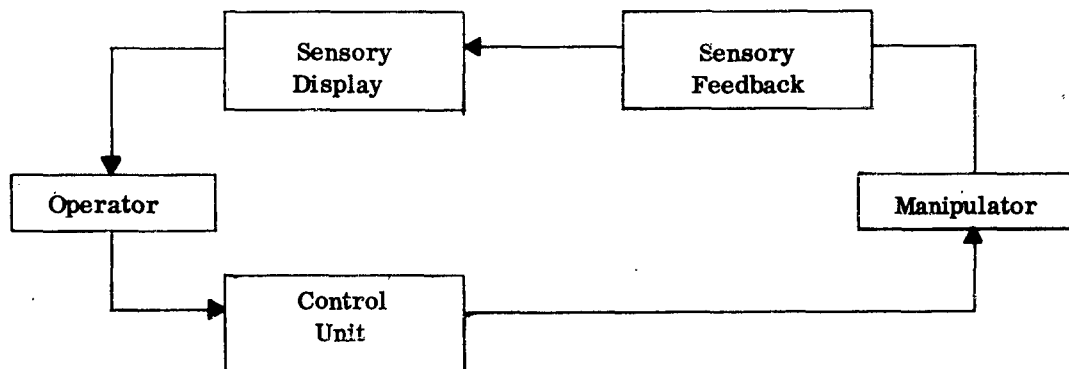 Sensory
Display
Sensory
Feedback
Operator
Manipulator
Control
Unit